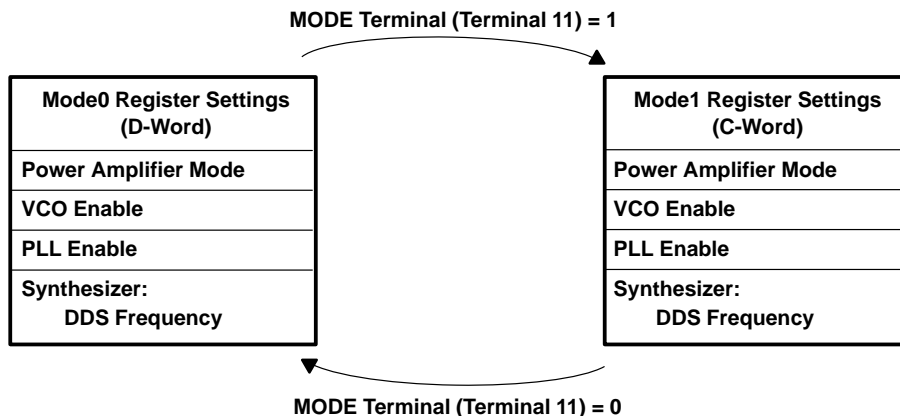 MODE Terminal (Terminal 11) = 1
Mode0 Register Settings
(D-Word)
Power Amplifier Mode
VCO Enable
PLL Enable
Synthesizer:
DDS Frequency
Mode1 Register Settings
(C-Word)
Power Amplifier Mode
VCO Enable
PLL Enable
Synthesizer:
DDS Frequency
MODE Terminal (Terminal 11) = 0